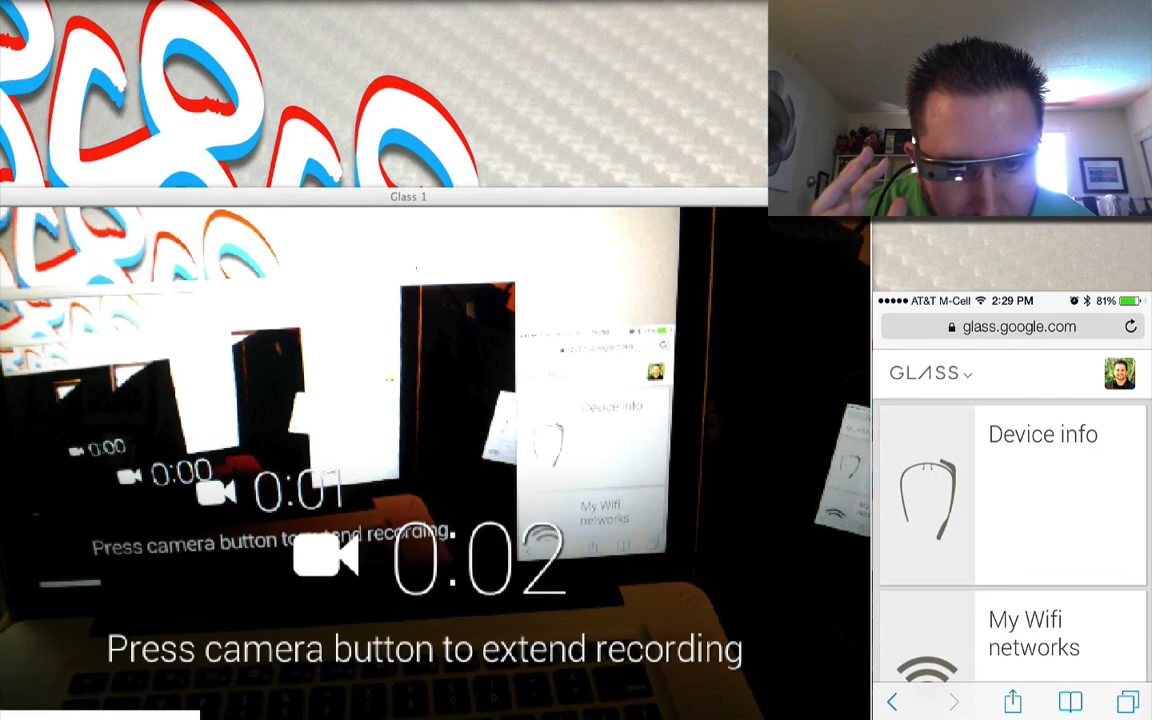 Glass 1
AT&T M-Cell 2:29 PM 81%
glass.google.com
GLASS
Device info
My Wifi
networks
Device info
My Wifi
networks
0:00
0:00
0:01
Press camera button to extend recording
0:02
Press camera button to extend recording